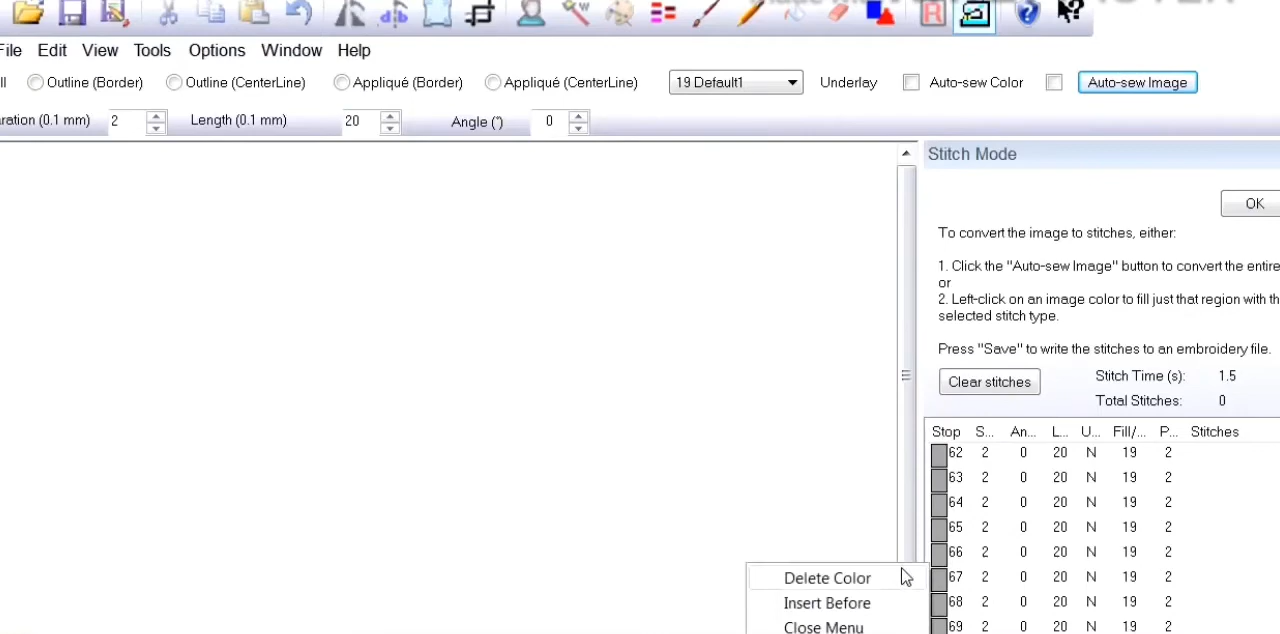 File Edit View Tools Options Window Help
Outline (Border) Outline (CenterLine) Appliqué (Border) Appliqué (CenterLine) 19 Default1 Underlay Auto-sew Color Auto-sew Image
Length (0.1 mm) 20 Angle (°) 0
2
Stitch Mode
OK
To convert the image to stitches, either:
1. Click the "Auto-sew Image" button to convert the entire
or
2. Left-click on an image color to fill just that region with th
selected stitch type.
Press "Save" to write the stitches to an embroidery file.
Clear stitches Stitch Time (s): 1.5
Total Stitches: 0
Stop S... An... L... U... Fill/... P... Stitches
62 2 0 20 N 19 2
63 2 0 20 N 19 2
64 2 0 20 N 19 2
65 2 0 20 N 19 2
66 2 0 20 N 19 2
67 2 0 20 N 19 2
68 2 0 20 N 19 2
69 2 0 20 N 19 2
Delete Color
Insert Before
Close Menu